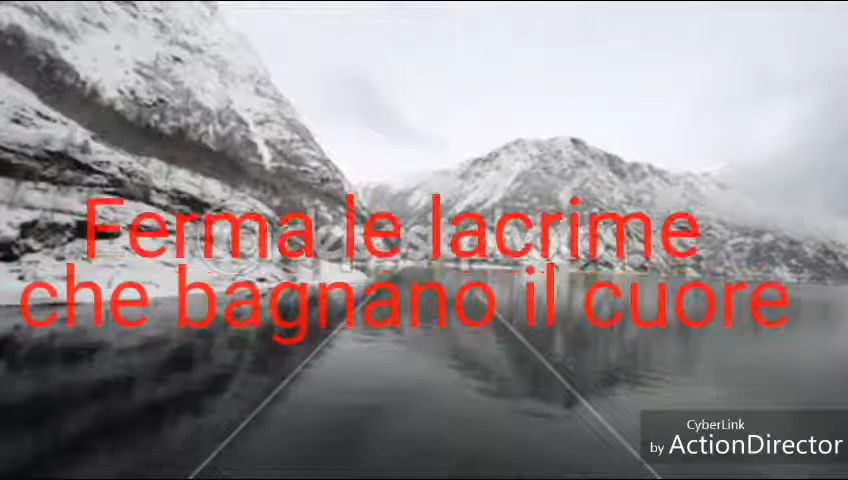 Ferma le lacrime
che bagnano il cuore
CyberLink
by ActionDirector